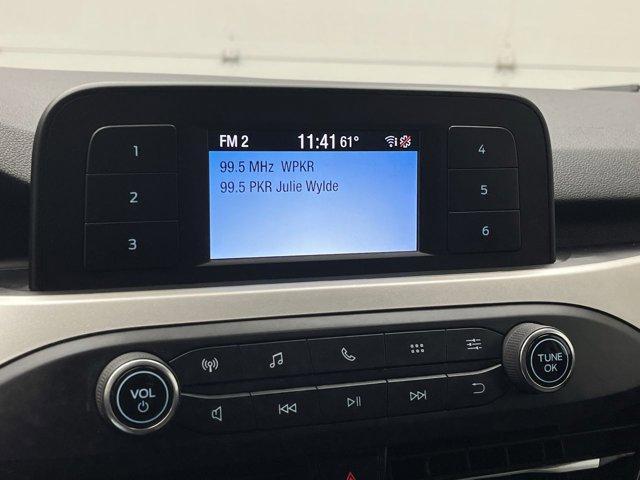 FM 2 11:41 61°
99.5 MHz WPKR
99.5 PKR Julie Wylde
1
2
3
4
5
6
VOL
TUNE
OK